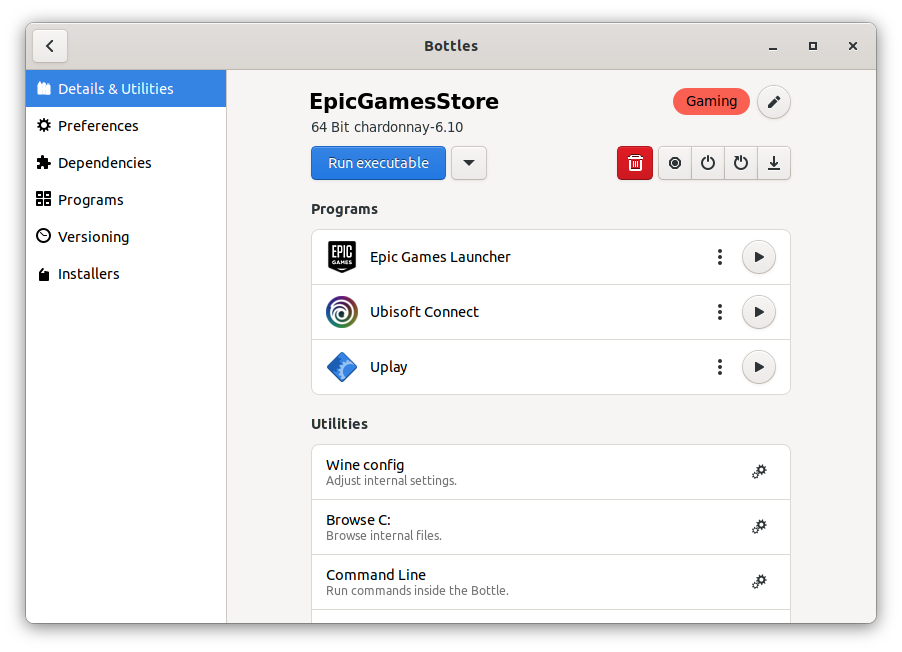 Bottles
Details & Utilities
Preferences
Dependencies
Programs
Versioning
Installers
EpicGamesStore
Gaming
64 Bit chardonnay-6.10
Run executable
Programs
EPIC
GAMES
Epic Games Launcher
Ubisoft Connect
Uplay
Utilities
Wine config
Adjust internal settings.
Browse C:
Browse internal files.
Command Line
Run commands inside the Bottle.